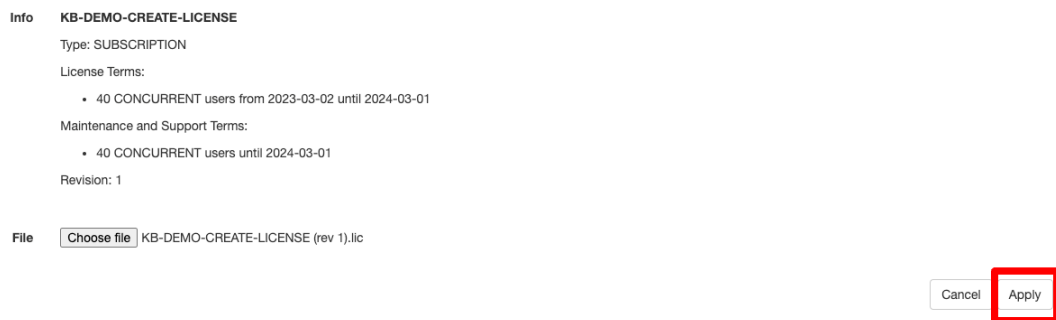 Info KB-DEMO-CREATE-LICENSE
Type: SUBSCRIPTION
License Terms:
• 40 CONCURRENT users from 2023-03-02 until 2024-03-01
Maintenance and Support Terms:
• 40 CONCURRENT users until 2024-03-01
Revision: 1
File Choose file KB-DEMO-CREATE-LICENSE (rev 1).lic
Cancel Apply